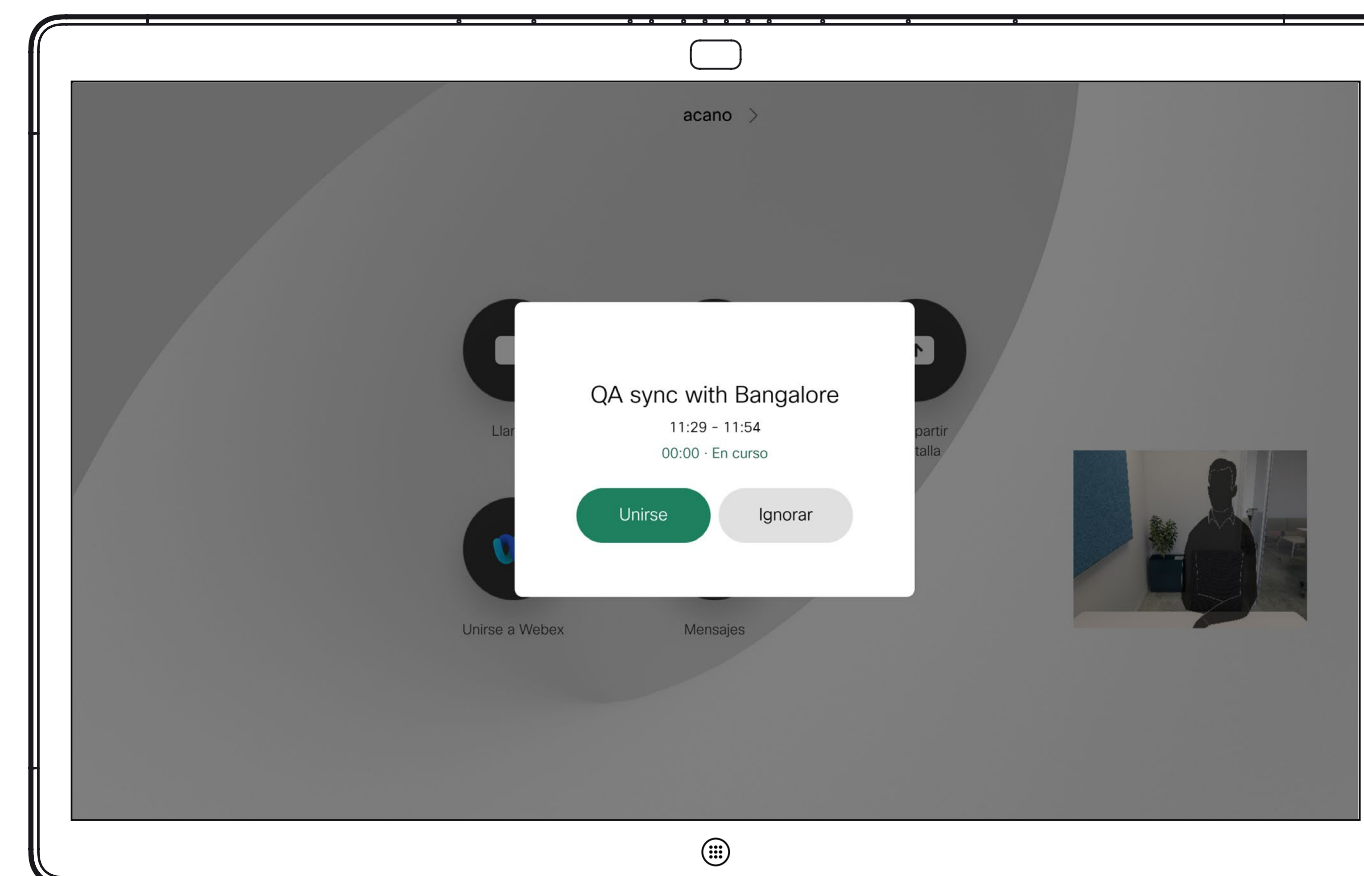 acano
QA sync with Bangalore
11:29 - 11:54
00:00 · En curso
Unirse
Ignorar
Unirse a Webex
Mensajes